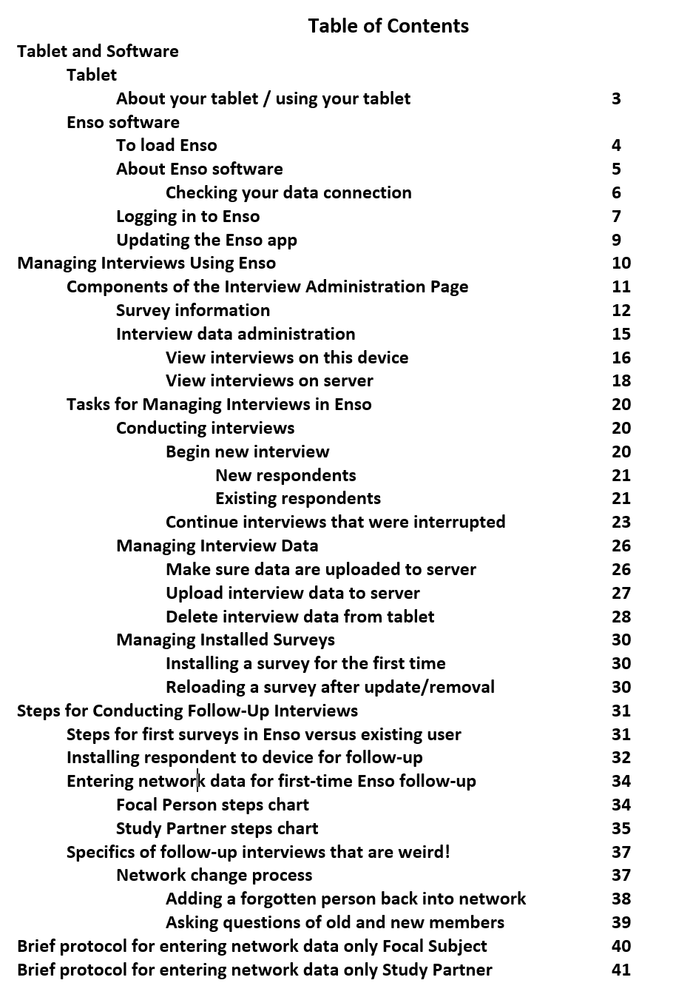 Table of Contents
Tablet and Software
Tablet
About your tablet / using your tablet 3
Enso software
To load Enso 4
About Enso software 5
Checking your data connection 6
Logging in to Enso 7
Updating the Enso app 9
Managing Interviews Using Enso 10
Components of the Interview Administration Page 11
Survey information 12
Interview data administration 15
View interviews on this device 16
View interviews on server 18
Tasks for Managing Interviews in Enso 20
Conducting interviews 20
Begin new interview 20
New respondents 21
Existing respondents 21
Continue interviews that were interrupted 23
Managing Interview Data 26
Make sure data are uploaded to server 26
Upload interview data to server 27
Delete interview data from tablet 28
Managing Installed Surveys 30
Installing a survey for the first time 30
Reloading a survey after update/removal 30
Steps for Conducting Follow-Up Interviews 31
Steps for first surveys in Enso versus existing user 31
Installing respondent to device for follow-up 32
Entering network data for first-time Enso follow-up 34
Focal Person steps chart 34
Study Partner steps chart 35
Specifics of follow-up interviews that are weird! 37
Network change process 37
Adding a forgotten person back into network 38
Asking questions of old and new members 39
Brief protocol for entering network data only Focal Subject 40
Brief protocol for entering network data only Study Partner 41